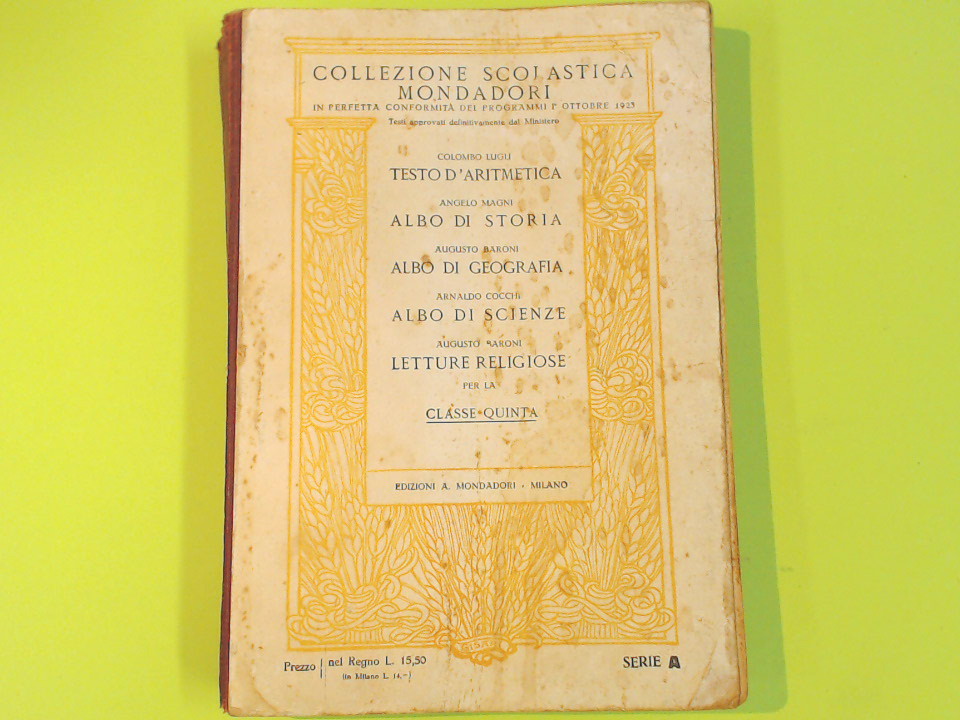 COLLEZIONE SCOLASTICA
MONDADORI
IN PERFETTA CONFORMITÀ DEI PROGRAMMI 1º OTTOBRE 1923
Testi approvati definitivamente dal Ministero
COLOMBO LUGLI
TESTO D'ARITMETICA
ANGELO MAGNI
ALBO DI STORIA
AUGUSTO BARONI
ALBO DI GEOGRAFIA
ARNALDO COCCHI
ALBO DI SCIENZE
AUGUSTO BARONI
LETTURE RELIGIOSE
PER LA
CLASSE QUINTA
EDIZIONI A. MONDADORI - MILANO
Prezzo nel Regno L. 15,50
(in Milano L. 14.-)
SERIE A